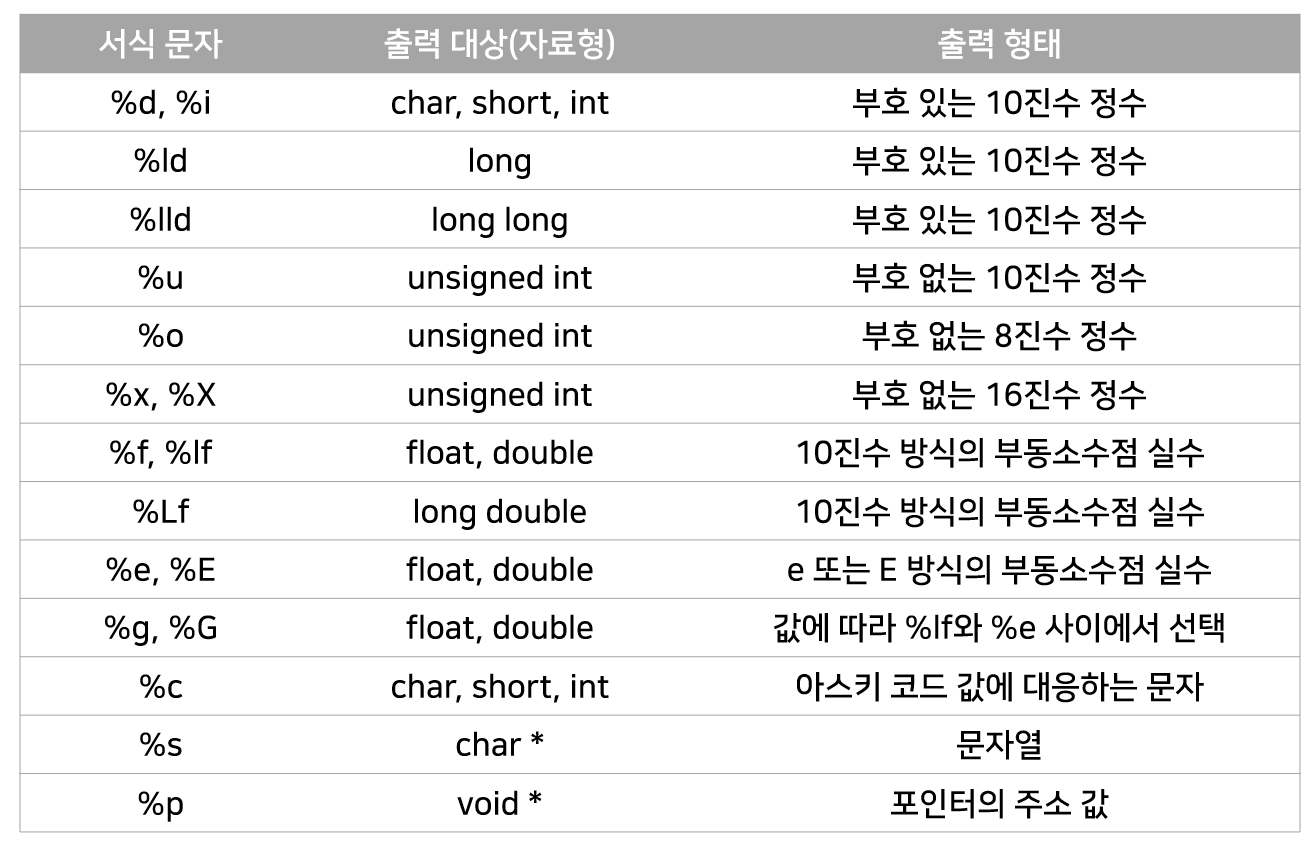 서식 문자 출력 대상(자료형) 출력 형태
%d, %i char, short, int 부호 있는 10진수 정수
%ld long 부호 있는 10진수 정수
%lld long long 부호 있는 10진수 정수
%u unsigned int 부호 없는 10진수 정수
%o unsigned int 부호 없는 8진수 정수
%x, %X unsigned int 부호 없는 16진수 정수
%f, %lf float, double 10진수 방식의 부동소수점 실수
%Lf long double 10진수 방식의 부동소수점 실수
%e, %E float, double e 또는 E 방식의 부동소수점 실수
%g, %G float, double 값에 따라 %lf와 %e 사이에서 선택
%c char, short, int 아스키 코드 값에 대응하는 문자
%s char * 문자열
%p void * 포인터의 주소 값